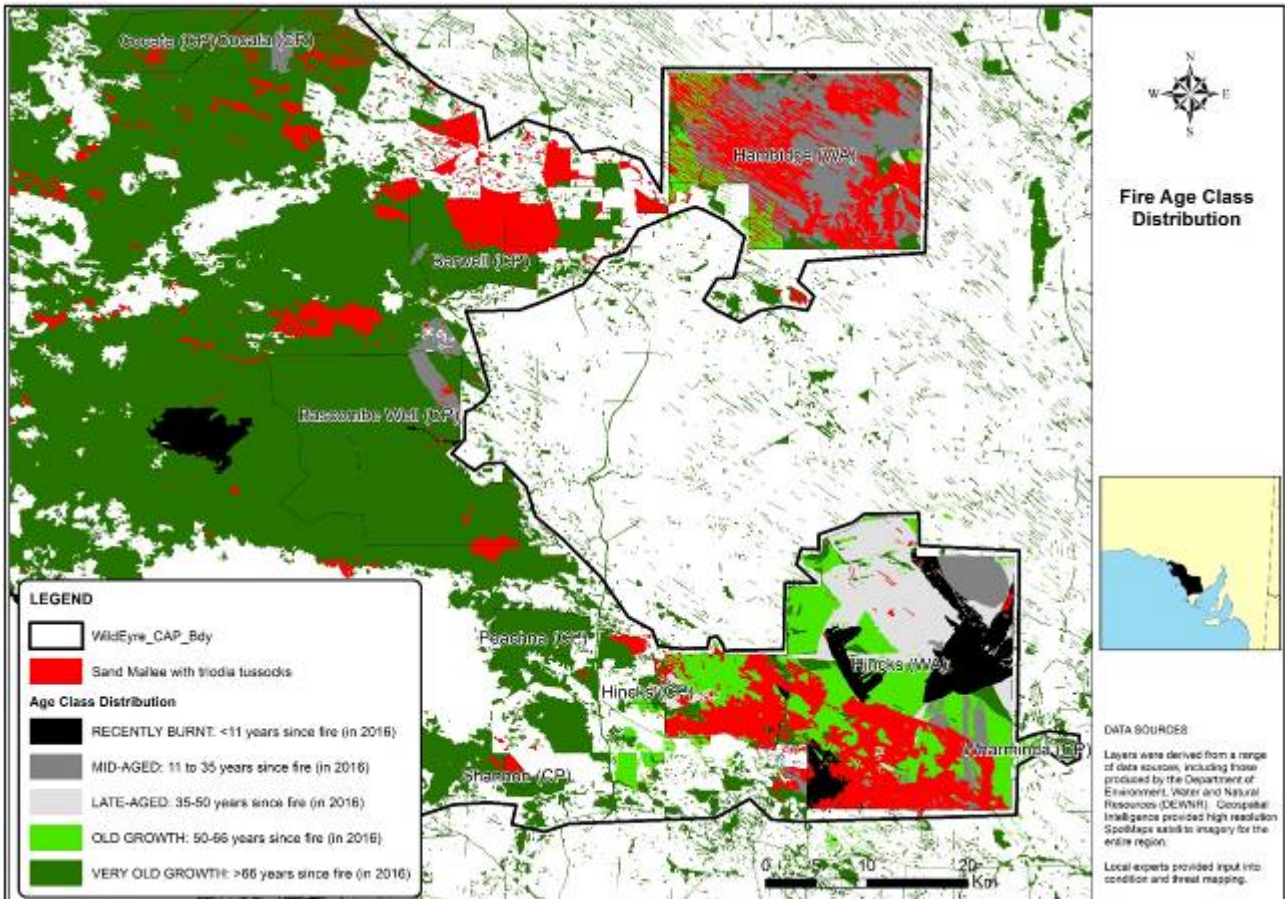 Cocata (CP)
Cocata (CR)
Hambidge (WA)
Barwell (CP)
Bascombe Well (CP)
Peachna (CP)
Hincks (CP)
Hincks (WA)
Wharminda (CP)
Shannon (CP)
LEGEND
WildEyre_CAP_Bdy
Sand Mallee with triodia tussocks
Age Class Distribution
RECENTLY BURNT: <11 years since fire (in 2016)
MID-AGED: 11 to 35 years since fire (in 2016)
LATE-AGED: 35-50 years since fire (in 2016)
OLD GROWTH: 50-66 years since fire (in 2016)
VERY OLD GROWTH: >66 years since fire (in 2016)
0 5 10 20
Km
N
W E
S
Fire Age Class
Distribution
DATA SOURCES
Layers were derived from a range
of data sources, including those
produced by the Department of
Environment, Water and Natural
Resources (DEWNR). Geospatial
Intelligence provided high resolution
SpotMaps satellite imagery for the
entire region.
Local experts provided input into
condition and threat mapping.